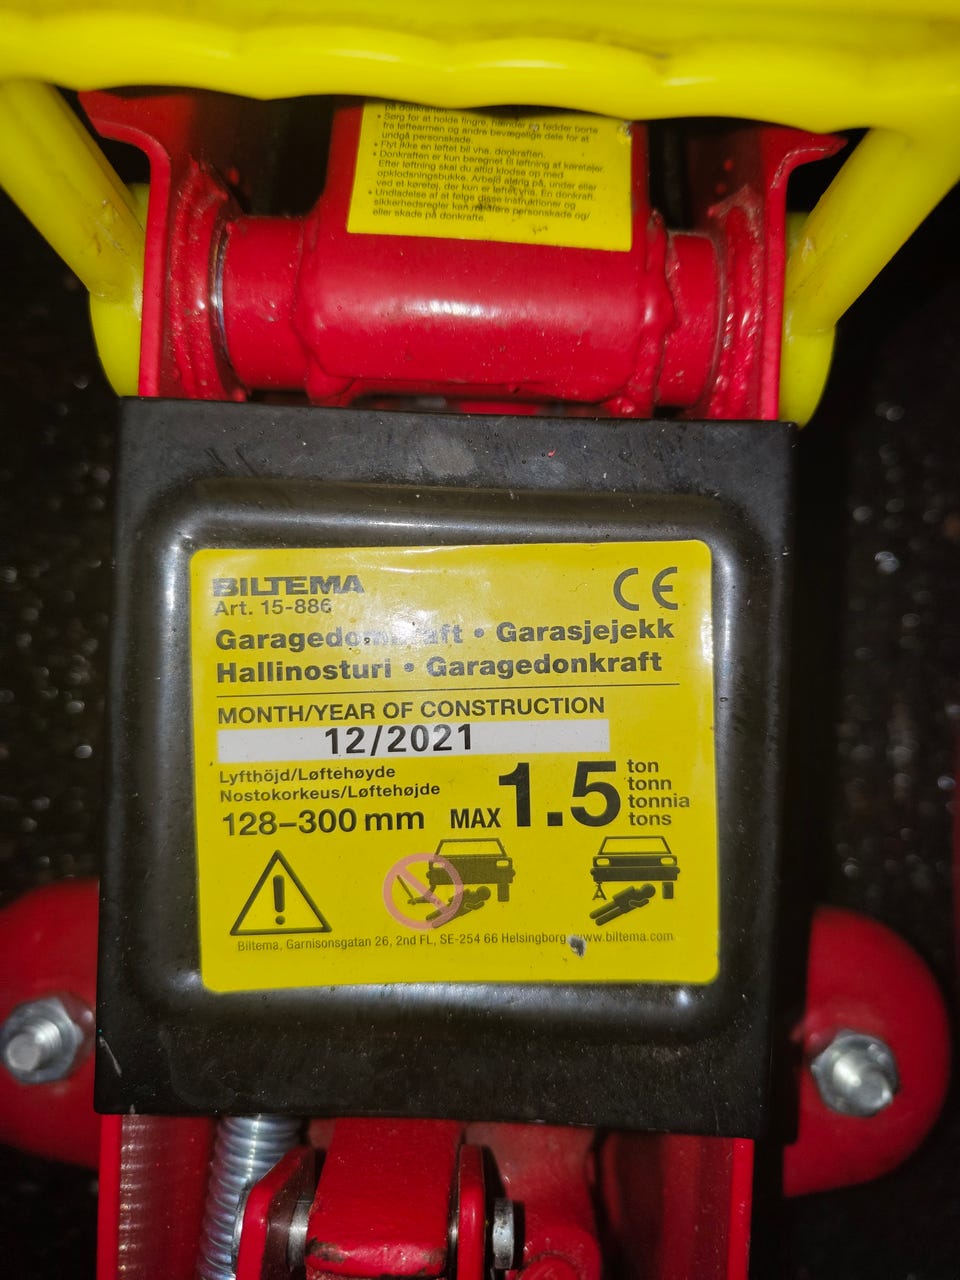 på donkraften.
• Sørg for at holde fingre, hænder og fødder borte
fra løftearmen og andre bevægelige dele for at
undgå personskade.
• Flyt ikke en løftet bil vha. donkraften.
• Donkraften er kun beregnet til løftning af køretøjer.
Efter løftning skal du altid klodse op med
opklodsningsbukke. Arbejd aldrig på, under eller
ved et køretøj, der kun er løftet vha. En donkraft.
• Undladelse af at følge disse instruktioner og
sikkerhedsregler kan medføre personskade og/
eller skade på donkrafte.
BILTEMA
Art. 15-886
CE
Garagedomkraft • Garasjejekk
Hallinosturi • Garagedonkraft
MONTH/YEAR OF CONSTRUCTION
12/2021
Lyfthöjd/Løftehøyde
Nostokorkeus/Løftehøjde
128–300 mm
MAX 1.5
ton
tonn
tonnia
tons
Biltema, Garnisonsgatan 26, 2nd FL, SE-254 66 Helsingborg, www.biltema.com